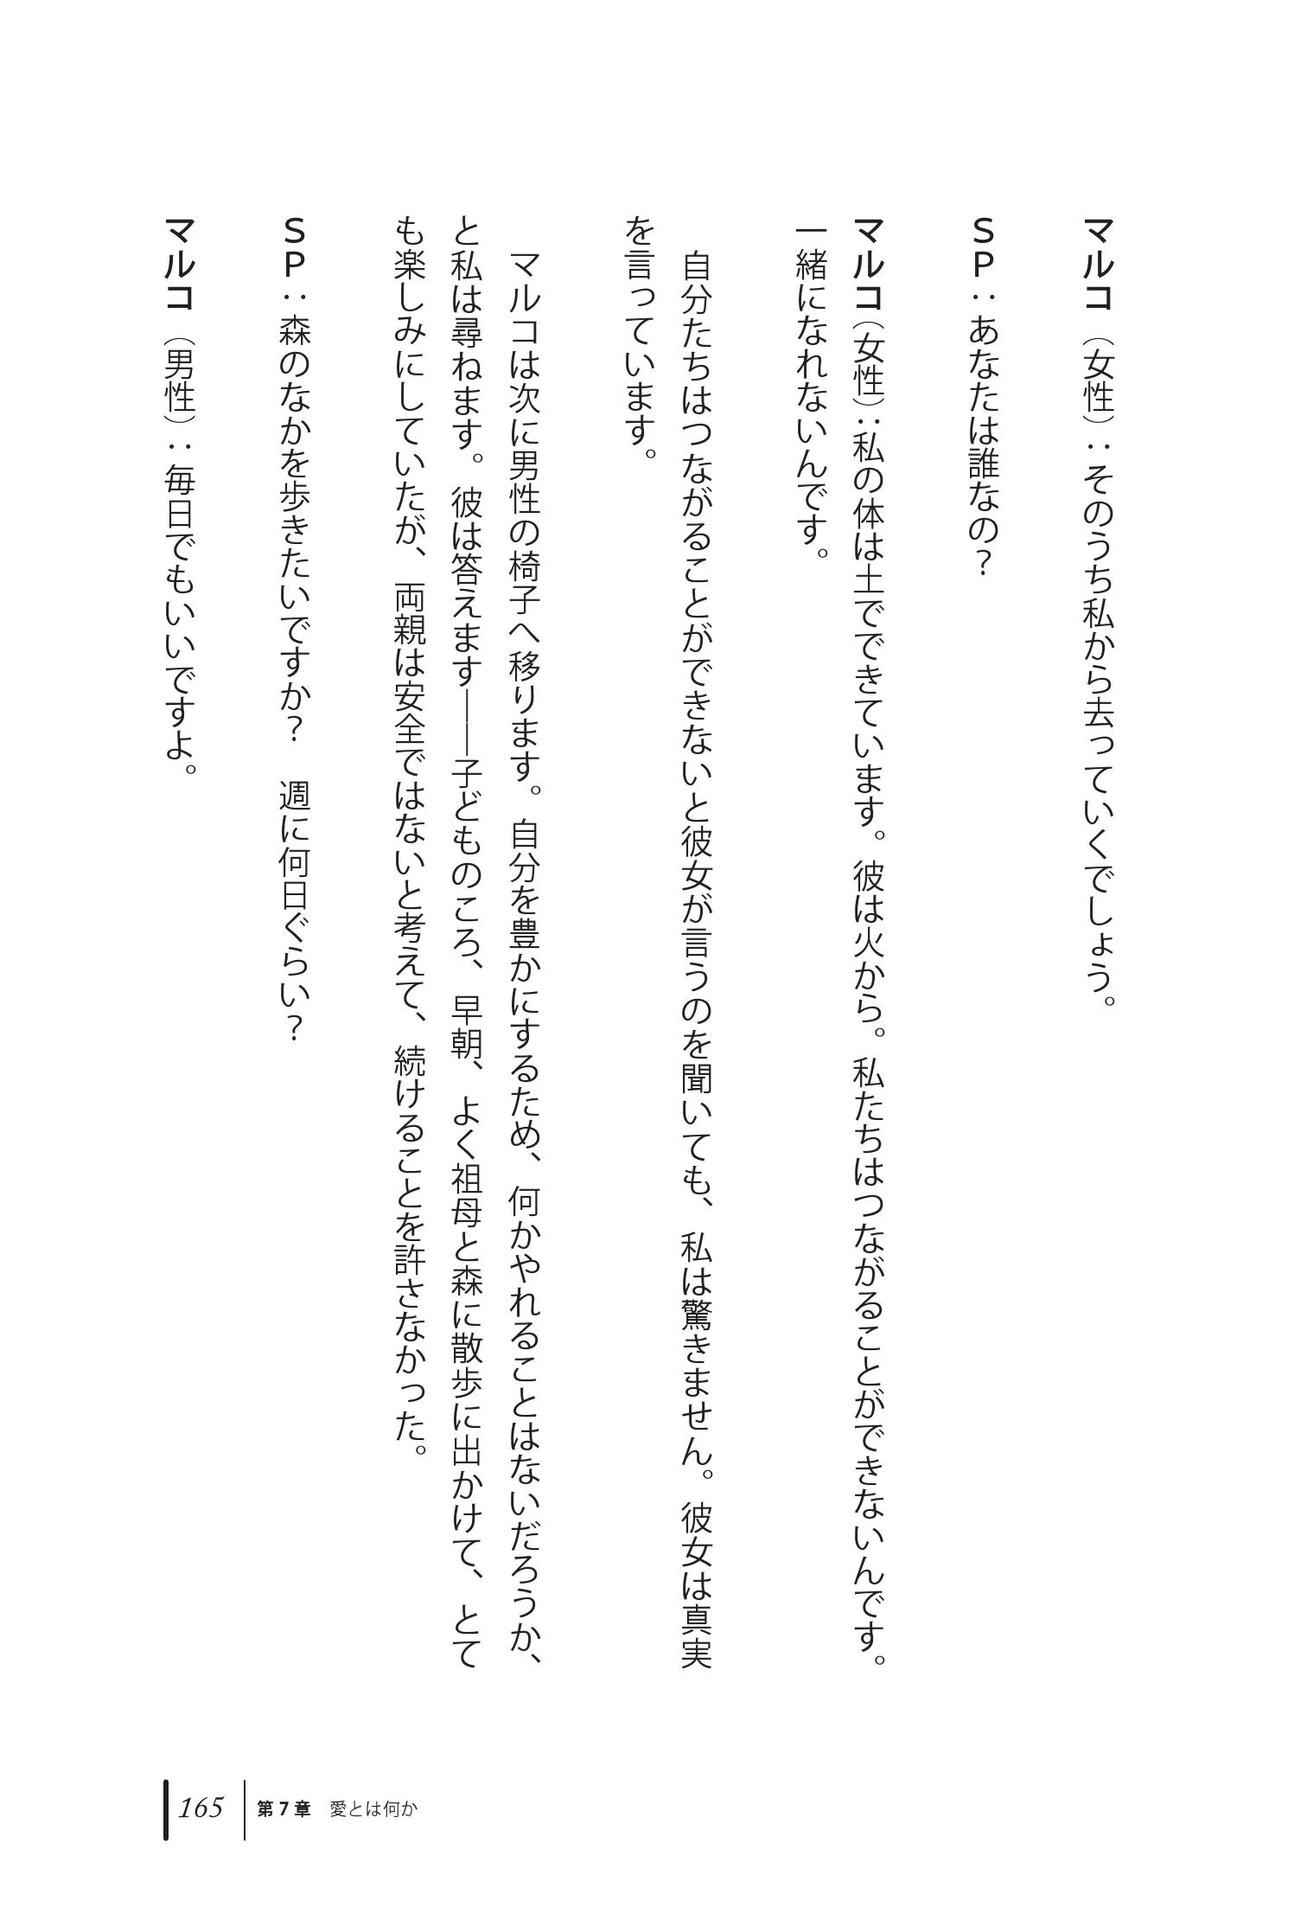 マルコ（女性）：そのうち私から去っていくでしょう。
ＳＰ：あなたは誰なの？
マルコ（女性）：私の体は土でできています。彼は火から。私たちはつながることができないんです。
一緒になれないんです。
自分たちはつながることができないと彼女が言うのを聞いても、私は驚きません。彼女は真実
を言っています。
マルコは次に男性の椅子へ移ります。自分を豊かにするため、何かやれることはないだろうか、
と私は尋ねます。彼は答えます――子どものころ、早朝、よく祖母と森に散歩に出かけて、とて
も楽しみにしていたが、両親は安全ではないと考えて、続けることを許さなかった。
ＳＰ：森のなかを歩きたいですか？　週に何日ぐらい？
マルコ（男性）：毎日でもいいですよ。
165 第７章　愛とは何か